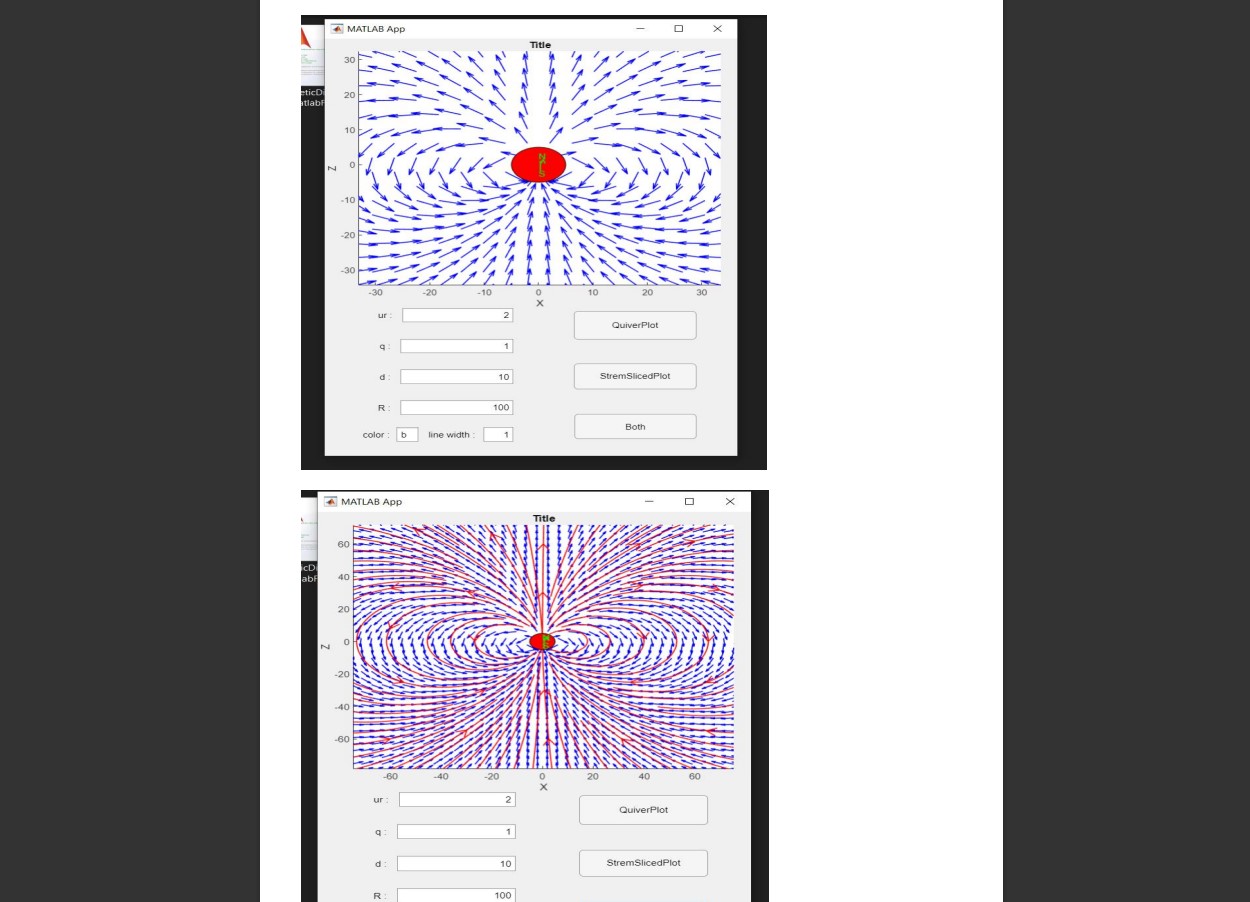 MATLAB App
eticDi
atlabF
Title
30
20
10
0
-10
-20
-30
Z
N
S
-30 -20 -10 0 10 20 30
X
ur : 2
QuiverPlot
q : 1
d : 10
StremSlicedPlot
R : 100
Both
color : b line width : 1
MATLAB App
icDi
abF
Title
60
40
20
0
-20
-40
-60
Z
-60 -40 -20 0 20 40 60
X
ur : 2
QuiverPlot
q : 1
d : 10
StremSlicedPlot
R : 100